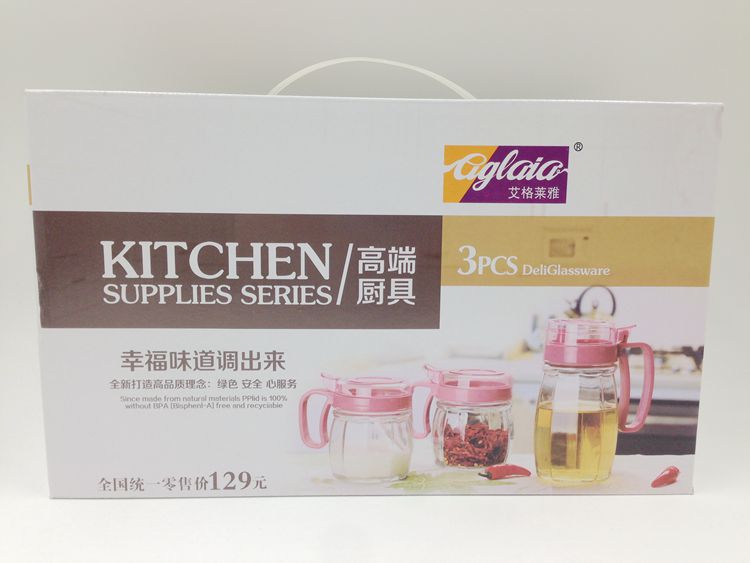 aglaia®
艾格莱雅
KITCHEN
SUPPLIES SERIES
/高端
厨具
3PCS DeliGlassware
幸福味道调出来
全新打造高品质理念：绿色 安全 心服务
Since made from natural materials PPlid is 100%
without BPA [Bisphenl-A] free and recyciable
全国统一零售价129元